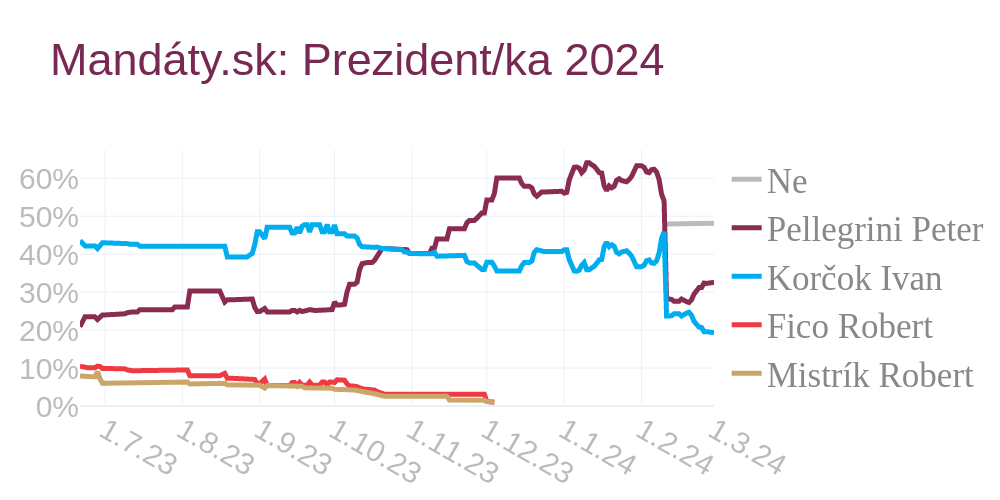 Mandáty.sk: Prezident/ka 2024
60%
50%
40%
30%
20%
10%
0%
1.7.23
1.8.23
1.9.23
1.10.23
1.11.23
1.12.23
1.1.24
1.2.24
1.3.24
Ne
Pellegrini Peter
Korčok Ivan
Fico Robert
Mistrík Robert